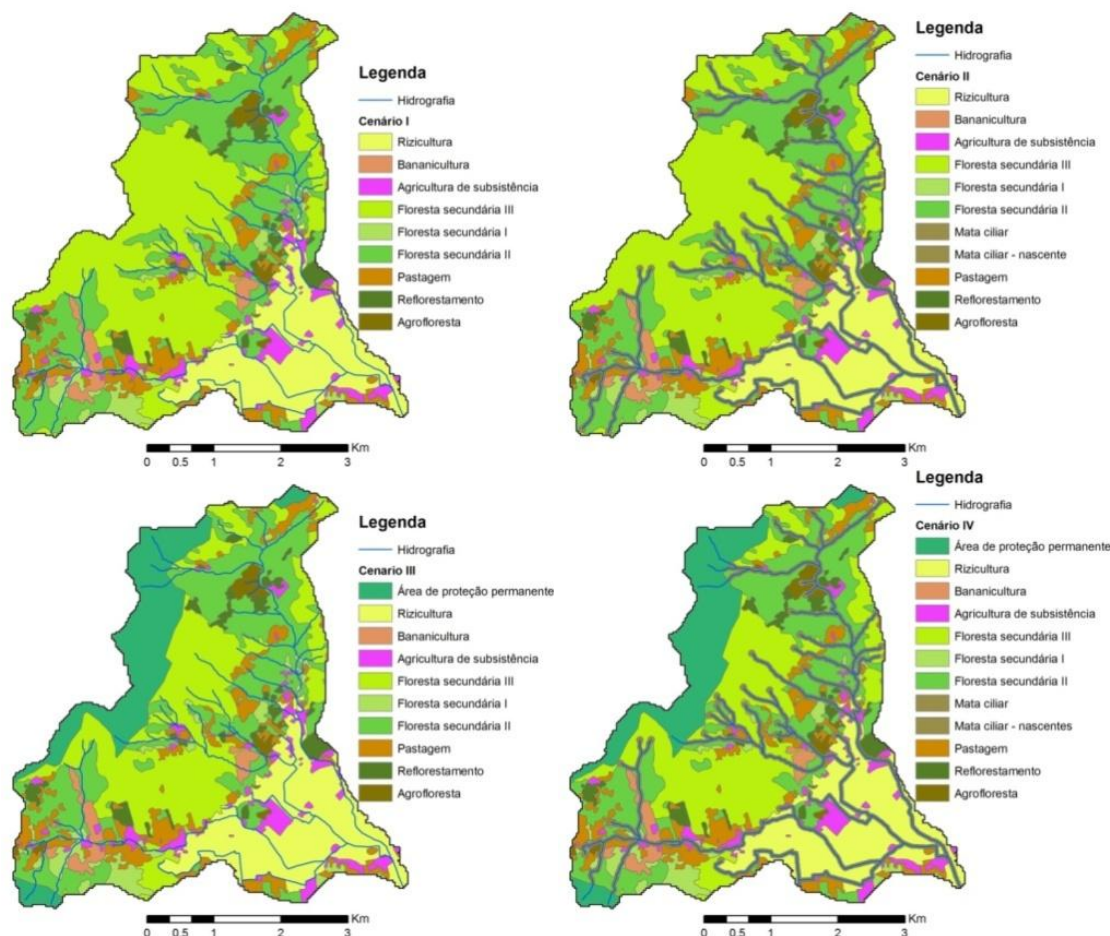 Legenda
Hidrografia
Cenário I
Rizicultura
Bananicultura
Agricultura de subsistência
Floresta secundária III
Floresta secundária I
Floresta secundária II
Pastagem
Reflorestamento
Agrofloresta
Km
0 0.5 1 2 3
Legenda
Hidrografia
Cenário II
Rizicultura
Bananicultura
Agricultura de subsistência
Floresta secundária III
Floresta secundária I
Floresta secundária II
Mata ciliar
Mata ciliar - nascente
Pastagem
Reflorestamento
Agrofloresta
Km
0 0.5 1 2 3
Legenda
Hidrografia
Cenario III
Área de proteção permanente
Rizicultura
Bananicultura
Agricultura de subsistência
Floresta secundária III
Floresta secundária I
Floresta secundária II
Pastagem
Reflorestamento
Agrofloresta
Km
0 0.5 1 2 3
Legenda
Hidrografia
Cenário IV
Área de proteção permanente
Rizicultura
Bananicultura
Agricultura de subsistência
Floresta secundária III
Floresta secundária I
Floresta secundária II
Mata ciliar
Mata ciliar - nascentes
Pastagem
Reflorestamento
Agrofloresta
Km
0 0.5 1 2 3